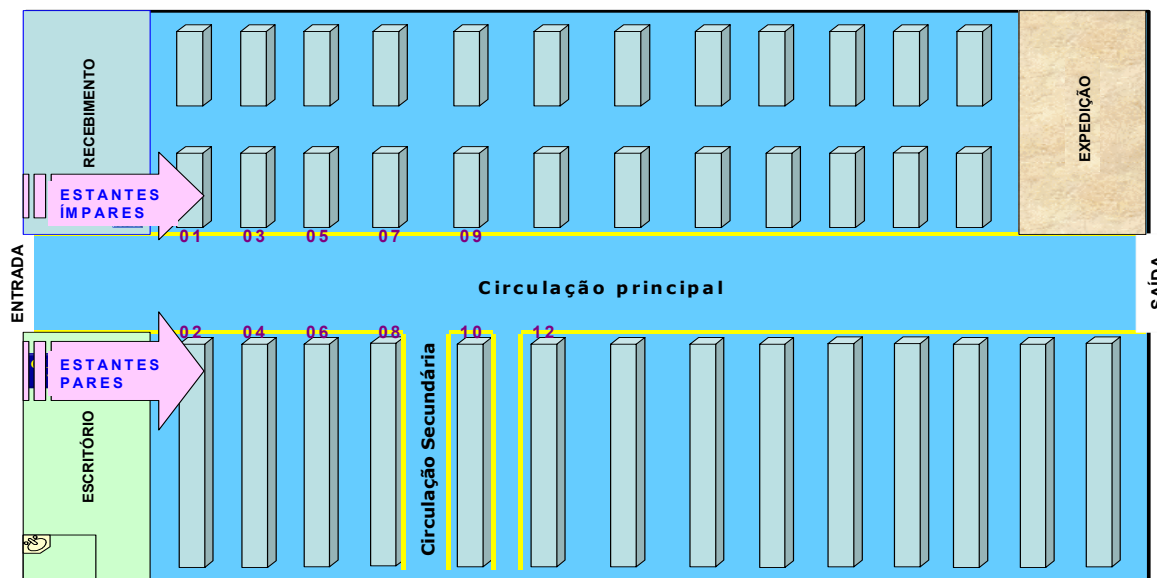 RECEBIMENTO
EXPEDIÇÃO
ESTANTES
ÍMPARES
01 03 05 07 09
ENTRADA
Circulação principal
SAÍDA
02 04 06 08 10 12
ESTANTES
PARES
Circulação Secundária
ESCRITÓRIO